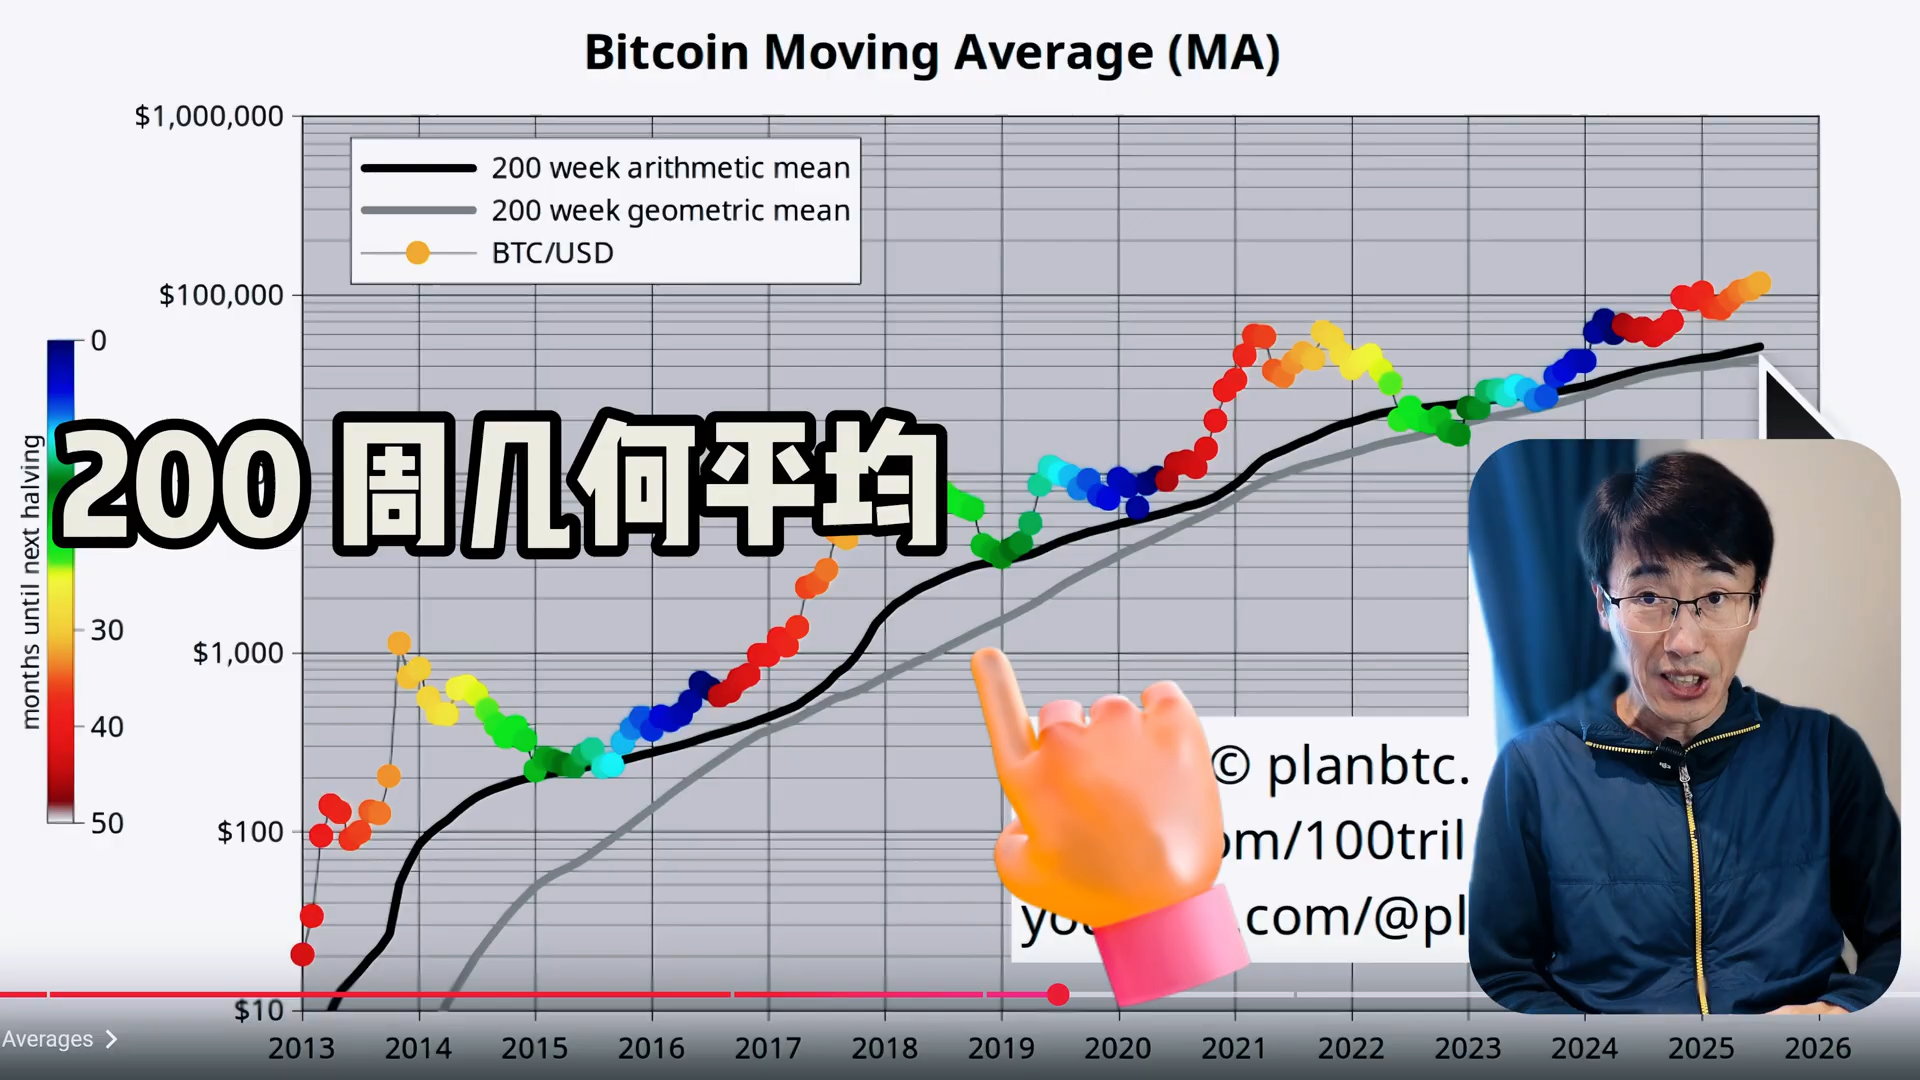 Bitcoin Moving Average (MA)
$1,000,000
200 week arithmetic mean
200 week geometric mean
BTC/USD
$100,000
0
months until next halving
200 周几何平均
30
$1,000
40
© planbtc.
50
$100
om/100tril
.com/@pl
$10
Averages
2013 2014 2015 2016 2017 2018 2019 2020 2021 2022 2023 2024 2025 2026